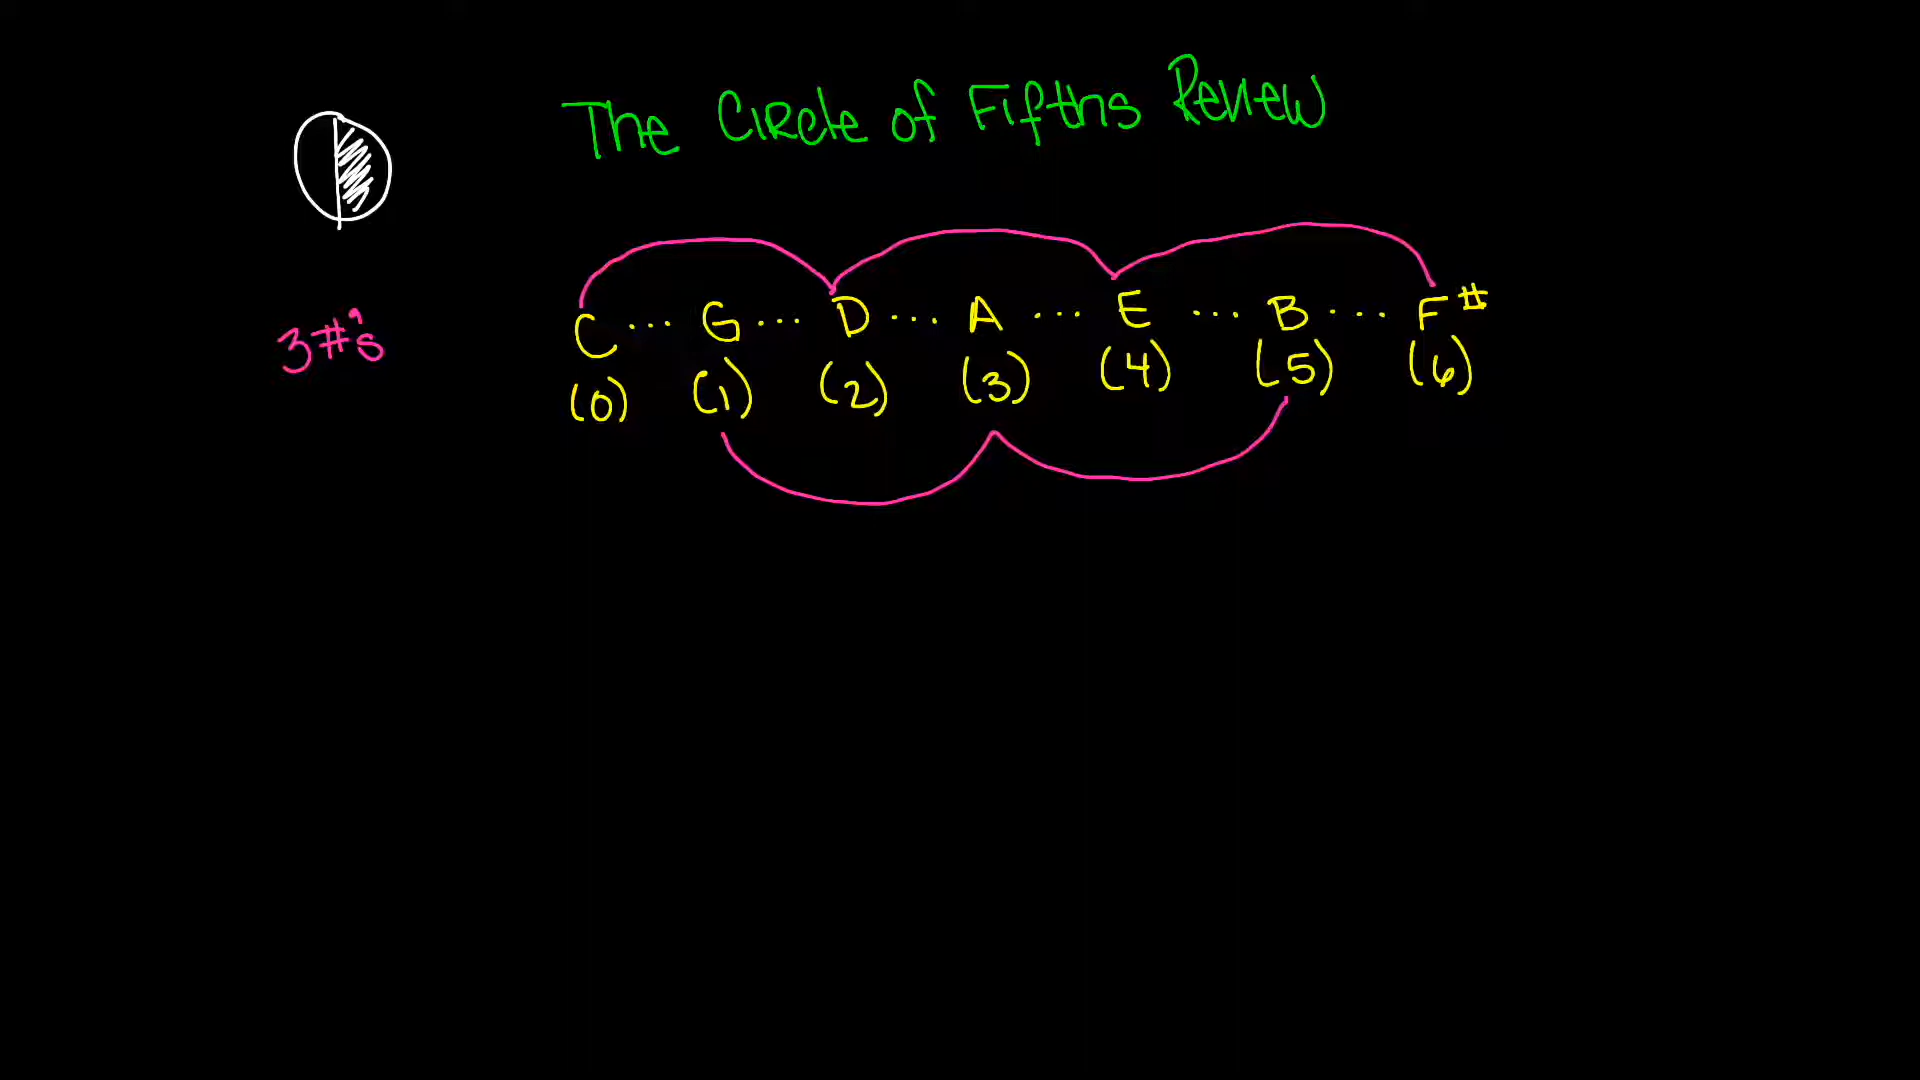 The Circle of Fifths Review
3#'s
C ... G ... D ... A ... E ... B ... F#
(0) (1) (2) (3) (4) (5) (6)